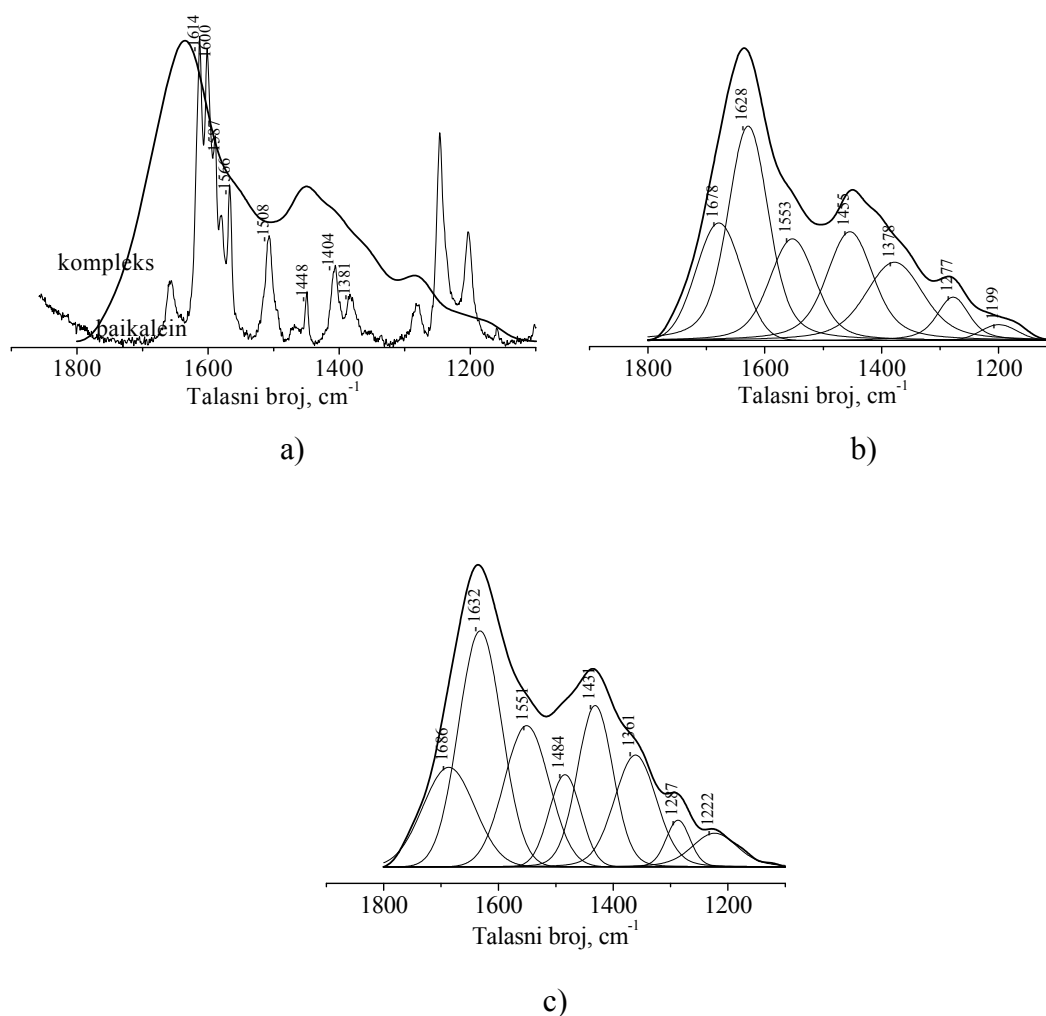 -1614
-1600
-1587
-1566
-1508
-1448
-1404
-1381
kompleks
baikalein
1800 1600 1400 1200
Talasni broj, cm-1
a)
-1678
-1628
-1553
-1455
-1378
-1277
-1199
1800 1600 1400 1200
Talasni broj, cm-1
b)
-1686
-1632
-1551
-1484
-1431
-1361
-1287
-1222
1800 1600 1400 1200
Talasni broj, cm-1
c)